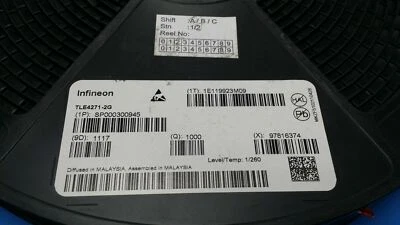 Shift : A / B / C
Stn : 1/2
Reel No:
0 1 2 3 4 5 6 7 8 9
0 1 2 3 4 5 6 7 8 9
Infineon
(1T): 1E119923M09
TLE4271-2G
(1P): SP000300945
(9D): 1117
(Q): 1000
(X): 97816374
Level/Temp: 1/260
Diffused in MALAYSIA, Assembled in MALAYSIA